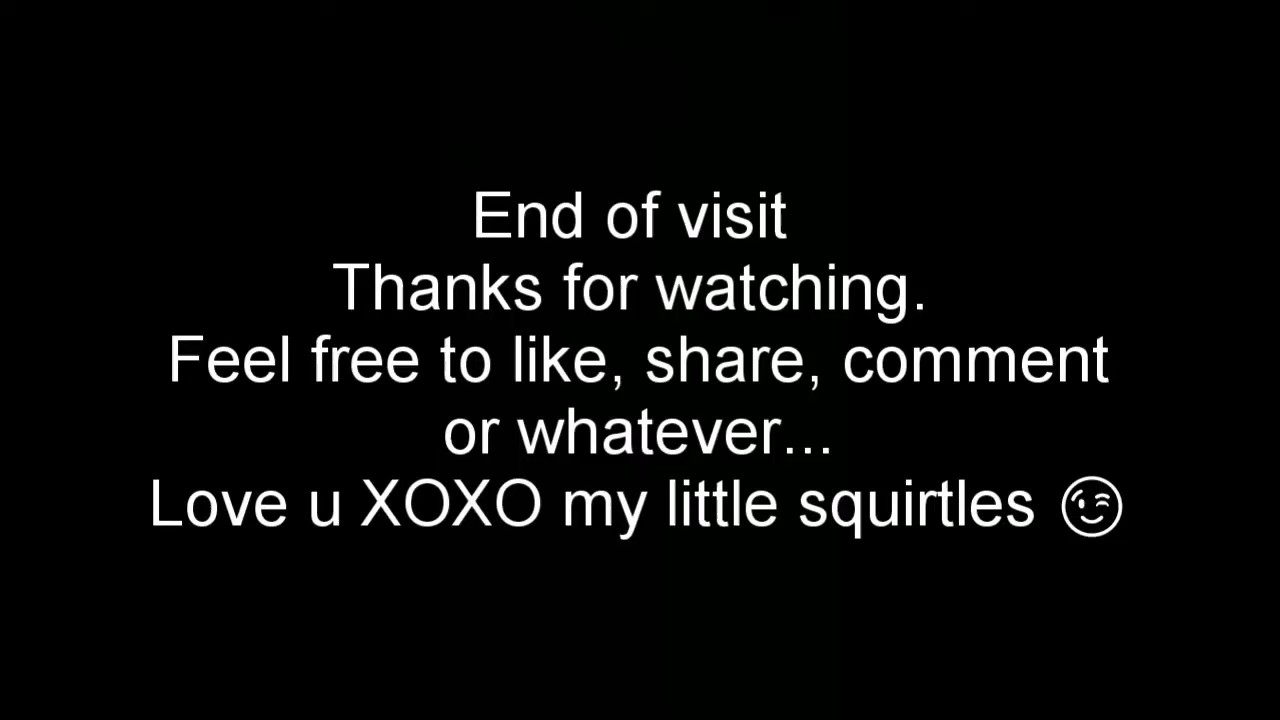 End of visit
Thanks for watching.
Feel free to like, share, comment
or whatever...
Love u XOXO my little squirtles 😉